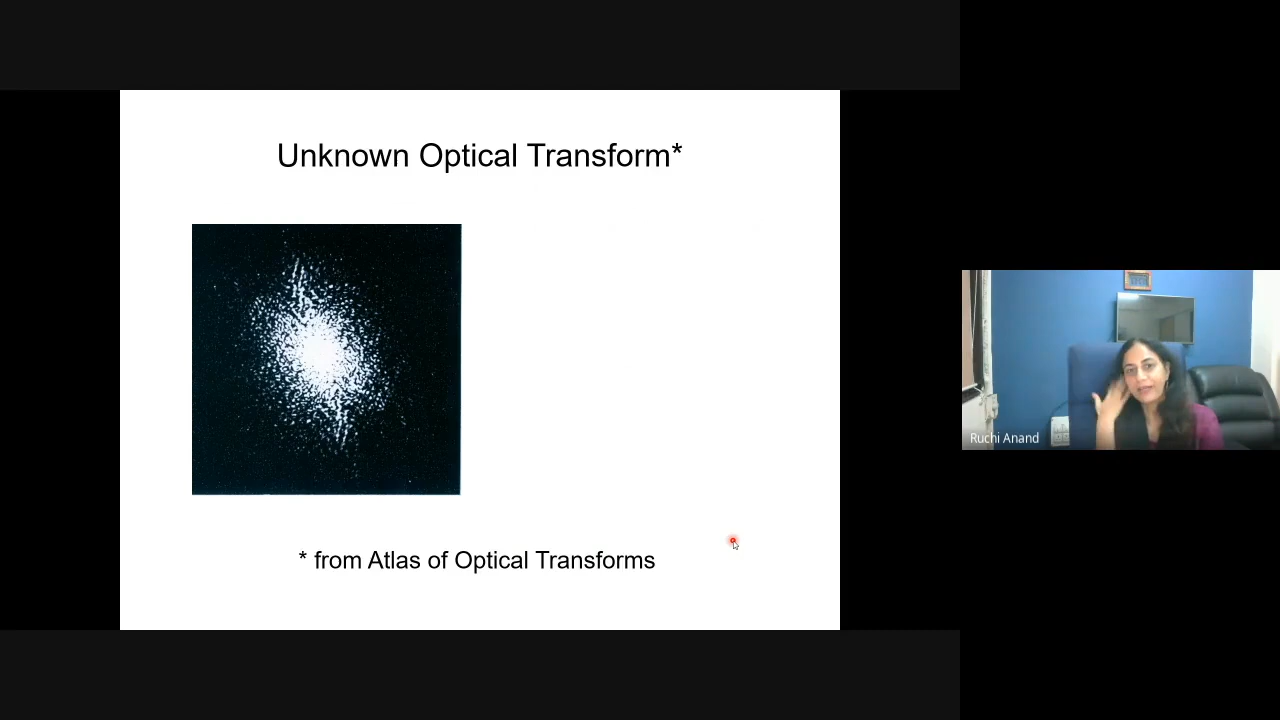 Unknown Optical Transform*
* from Atlas of Optical Transforms
Ruchi Anand